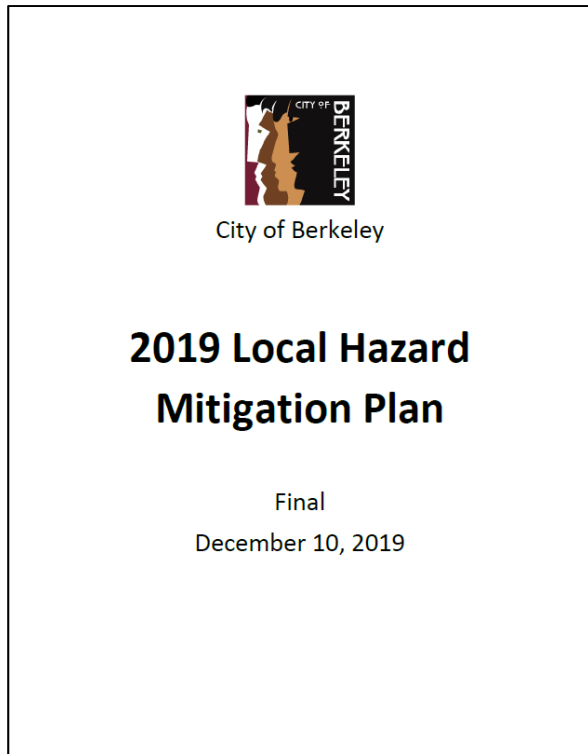 CITY OF
BERKELEY
City of Berkeley
2019 Local Hazard
Mitigation Plan
Final
December 10, 2019